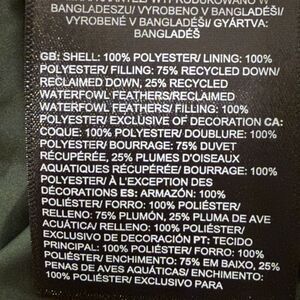 WYPRODUKOWANO W
BANGLADESZU/ VYROBENO V BANGLADÉŠI/
VYROBENÉ V BANGLADÉŠI/ GYÁRTVA:
BANGLADÉS
GB: SHELL: 100% POLYESTER/ LINING: 100%
POLYESTER/ FILLING: 75% RECYCLED DOWN/
RECLAIMED DOWN, 25% RECYCLED
WATERFOWL FEATHERS/RECLAIMED
WATERFOWL FEATHERS/ FILLING: 100%
POLYESTER/ EXCLUSIVE OF DECORATION CA:
COQUE: 100% POLYESTER/ DOUBLURE: 100%
POLYESTER/ BOURRAGE: 75% DUVET
RÉCUPÉRÉE, 25% PLUMES D'OISEAUX
AQUATIQUES RÉCUPÉRÉE/ BOURRAGE: 100%
POLYESTER/ À L'EXCEPTION DES
DÉCORATIONS ES: ARMAZÓN: 100%
POLIÉSTER/ FORRO: 100% POLIÉSTER/
RELLENO: 75% PLUMÓN, 25% PLUMA DE AVE
ACUÁTICA/ RELLENO: 100% POLIÉSTER/
EXCLUSIVO DE DECORACIÓN PT: TECIDO
PRINCIPAL: 100% POLIÉSTER/ FORRO: 100%
POLIÉSTER/ ENCHIMENTO: 75% EM BAIXO, 25%
PENAS DE AVES AQUÁTICAS/ ENCHIMENTO:
100% POLIÉSTER/ EXCLUSIVO PARA